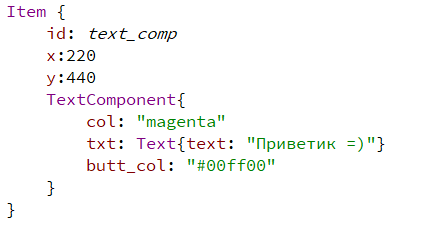 Item {
    id: text_comp
    x:220
    y:440
    TextComponent{
        col: "magenta"
        txt: Text{text: "Приветик =)"}
        butt_col: "#00ff00"
    }
}